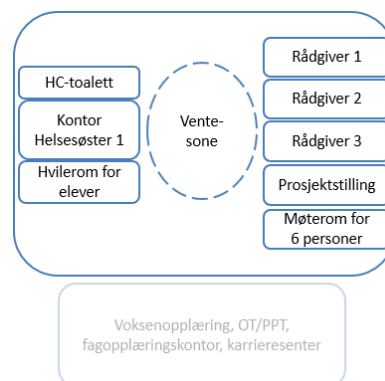 HC-toalett
Kontor
Helsesøster 1
Hvilerom for
elever
Vente-
sone
Rådgiver 1
Rådgiver 2
Rådgiver 3
Prosjektstilling
Møterom for
6 personer
Voksenopplæring, OT/PPT,
fagopplæringskontor, karrieresenter